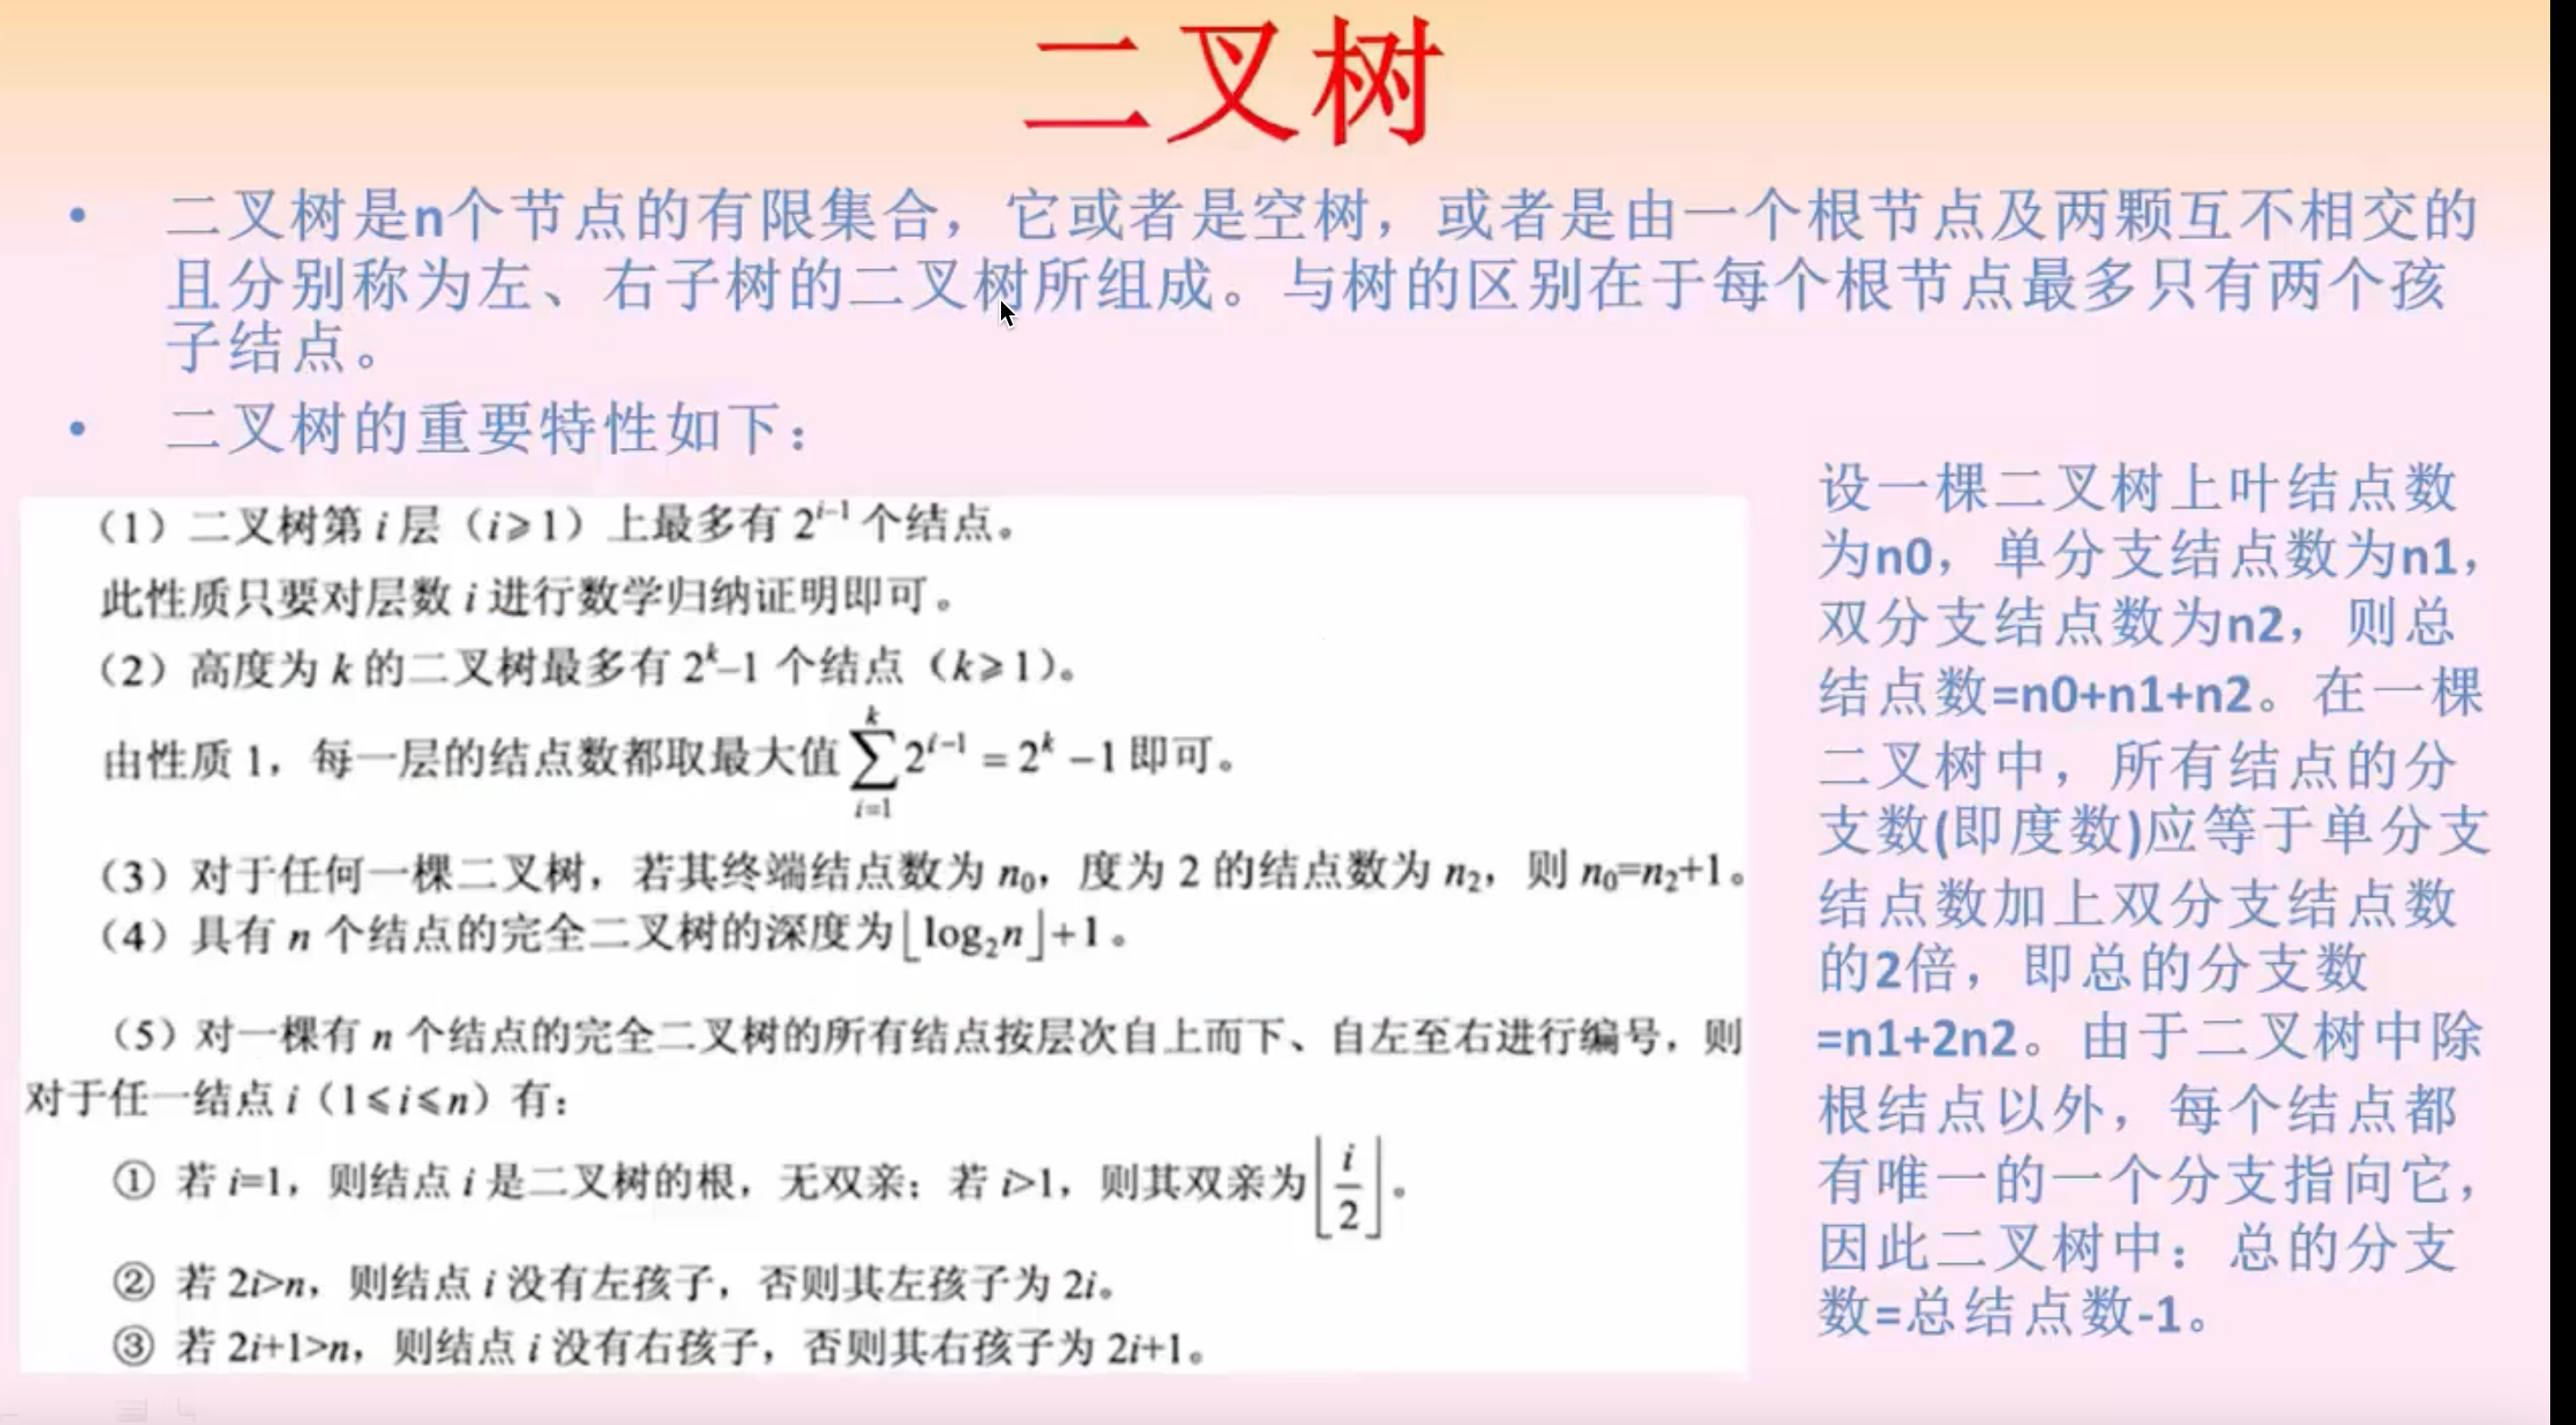 二叉树
• 二叉树是n个节点的有限集合，它或者是空树，或者是由一个根节点及两颗互不相交的
且分别称为左、右子树的二叉树所组成。与树的区别在于每个根节点最多只有两个孩
子结点。
• 二叉树的重要特性如下：
（1）二叉树第 i 层（i⩾1）上最多有 2^{i−1} 个结点。
此性质只要对层数 i 进行数学归纳证明即可。
（2）高度为 k 的二叉树最多有 2^k–1 个结点（k⩾1）。
由性质 1，每一层的结点数都取最大值 \sum_{i=1}^{k} 2^{i−1} = 2^k −1 即可。
（3）对于任何一棵二叉树，若其终端结点数为 n₀，度为 2 的结点数为 n₂，则 n₀=n₂+1。
（4）具有 n 个结点的完全二叉树的深度为⌊log₂n⌋+1。
（5）对一棵有 n 个结点的完全二叉树的所有结点按层次自上而下、自左至右进行编号，则
对于任一结点 i（1⩽i⩽n）有：
① 若 i=1，则结点 i 是二叉树的根，无双亲；若 i>1，则其双亲为⌊i/2⌋。
② 若 2i>n，则结点 i 没有左孩子，否则其左孩子为 2i。
③ 若 2i+1>n，则结点 i 没有右孩子，否则其右孩子为 2i+1。
设一棵二叉树上叶结点数
为n0，单分支结点数为n1，
双分支结点数为n2，则总
结点数=n0+n1+n2。在一棵
二叉树中，所有结点的分
支数(即度数)应等于单分支
结点数加上双分支结点数
的2倍，即总的分支数
=n1+2n2。由于二叉树中除
根结点以外，每个结点都
有唯一的一个分支指向它，
因此二叉树中：总的分支
数=总结点数-1。